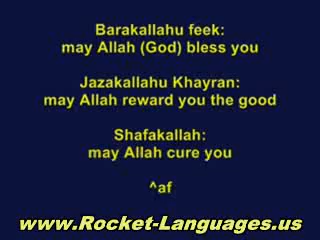 Barakallahu feek:
may Allah (God) bless you
Jazakallahu Khayran:
may Allah reward you the good
Shafakallah:
may Allah cure you
^af
www.Rocket-Languages.us